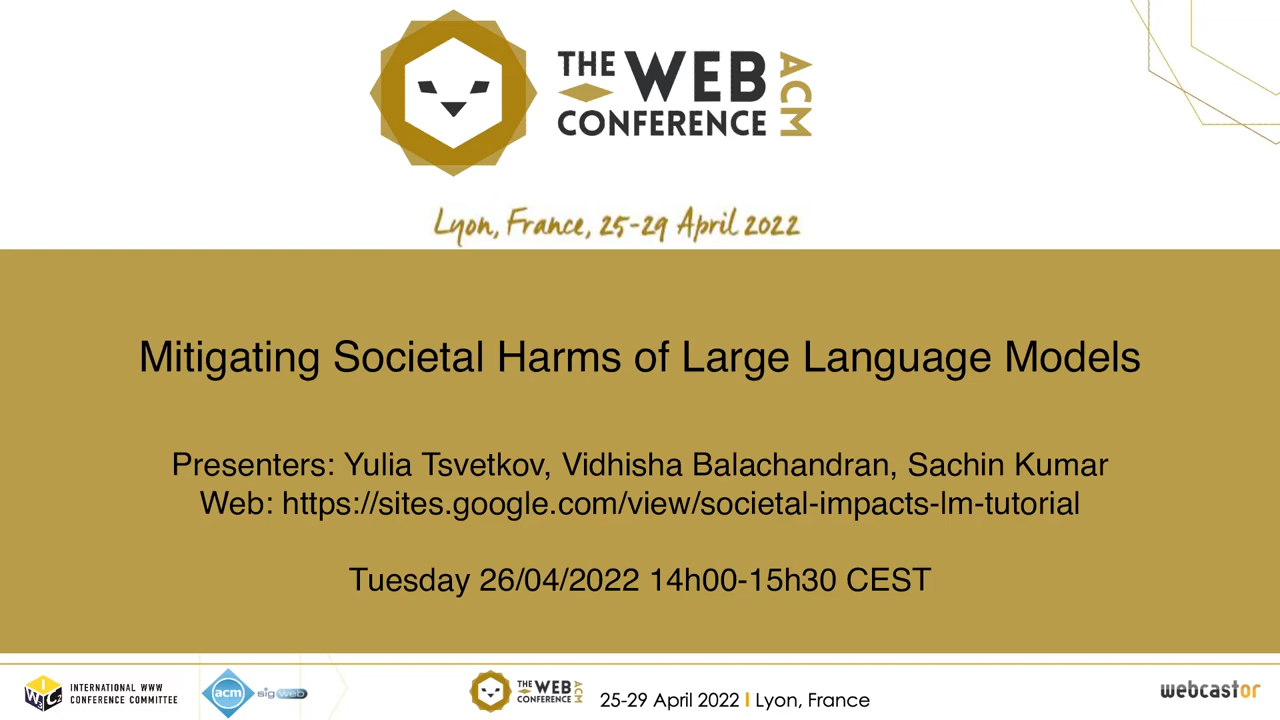 THE WEB ACM
CONFERENCE
Lyon, France, 25-29 April 2022
Mitigating Societal Harms of Large Language Models
Presenters: Yulia Tsvetkov, Vidhisha Balachandran, Sachin Kumar
Web: https://sites.google.com/view/societal-impacts-lm-tutorial
Tuesday 26/04/2022 14h00-15h30 CEST
IW3C2
INTERNATIONAL WWW
CONFERENCE COMMITTEE
acm sigweb
THE WEB ACM
CONFERENCE
25-29 April 2022 I Lyon, France
webcastor